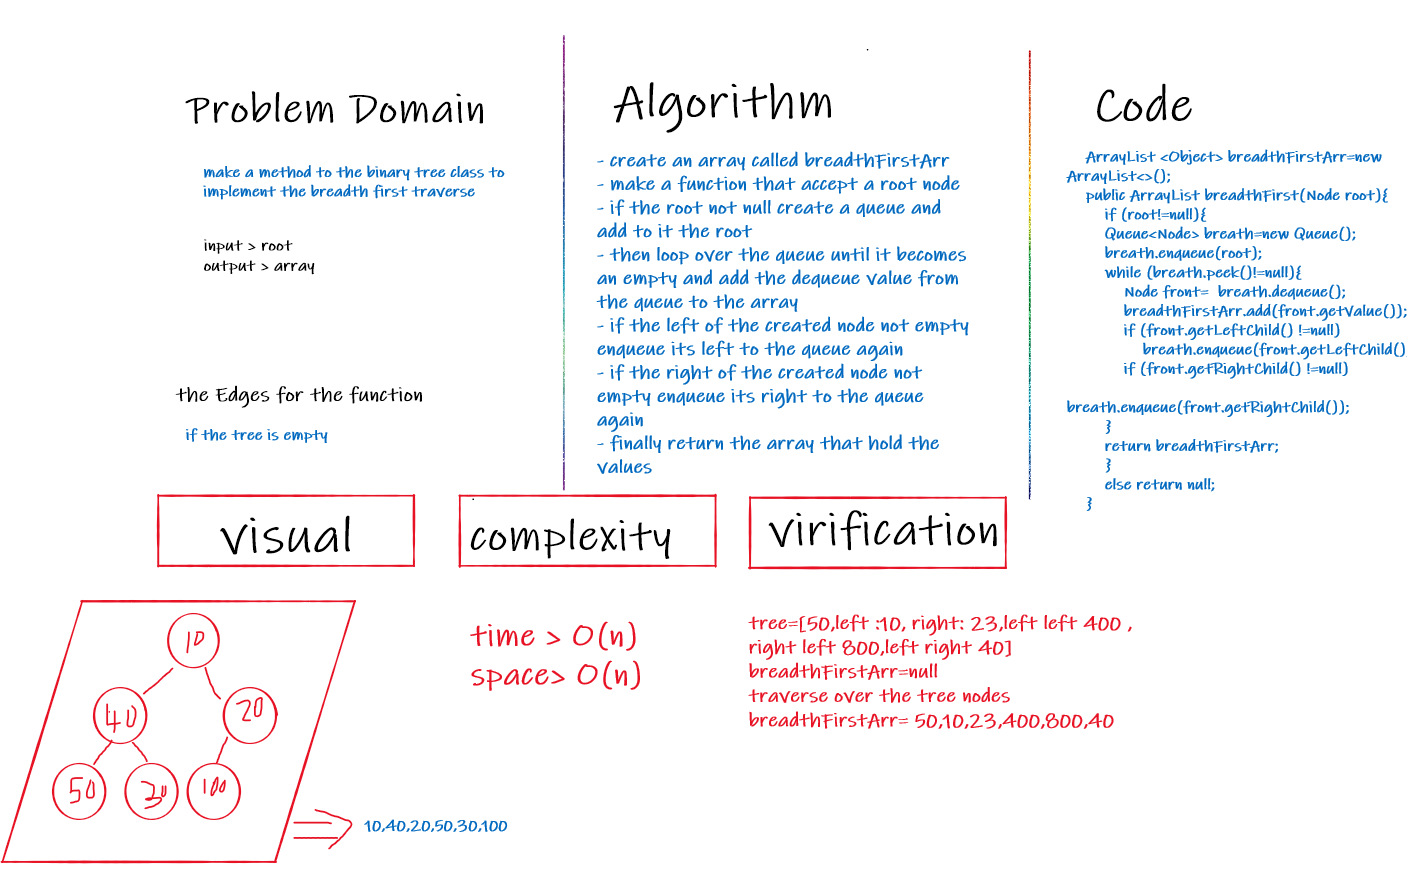 Problem Domain
make a method to the binary tree class to
implement the breadth first traverse
input > root
output > array
the Edges for the function
if the tree is empty
Algorithm
- create an array called breadthFirstArr
- make a function that accept a root node
- if the root not null create a queue and
add to it the root
- then loop over the queue until it becomes
an empty and add the dequeue value from
the queue to the array
- if the left of the created node not empty
enqueue its left to the queue again
- if the right of the created node not
empty enqueue its right to the queue
again
- finally return the array that hold the
values
Code
ArrayList <Object> breadthFirstArr=new
ArrayList<>();
public ArrayList breadthFirst(Node root){
if (root!=null){
Queue<Node> breath=new Queue();
breath.enqueue(root);
while (breath.peek()!=null){
Node front= breath.dequeue();
breadthFirstArr.add(front.getValue());
if (front.getLeftChild() !=null)
breath.enqueue(front.getLeftChild()
if (front.getRightChild() !=null)
breath.enqueue(front.getRightChild());
}
return breadthFirstArr;
}
else return null;
}
visual
10
40 20
50 30 100
10,40,20,50,30,100
complexity
time > O(n)
space> O(n)
virification
tree=[50,left :10, right: 23,left left 400 ,
right left 800,left right 40]
breadthFirstArr=null
traverse over the tree nodes
breadthFirstArr= 50,10,23,400,800,40